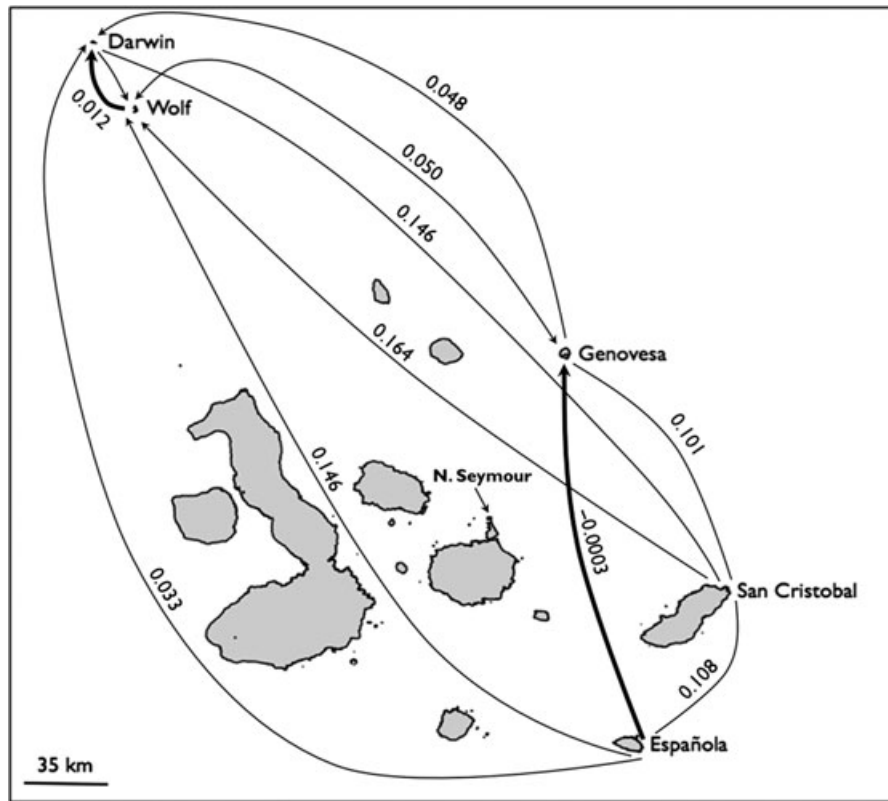 Darwin
Wolf
0.012
0.048
0.050
0.146
0.164
Genovesa
0.101
N. Seymour
0.146
-0.0003
San Cristobal
0.033
0.108
Española
35 km